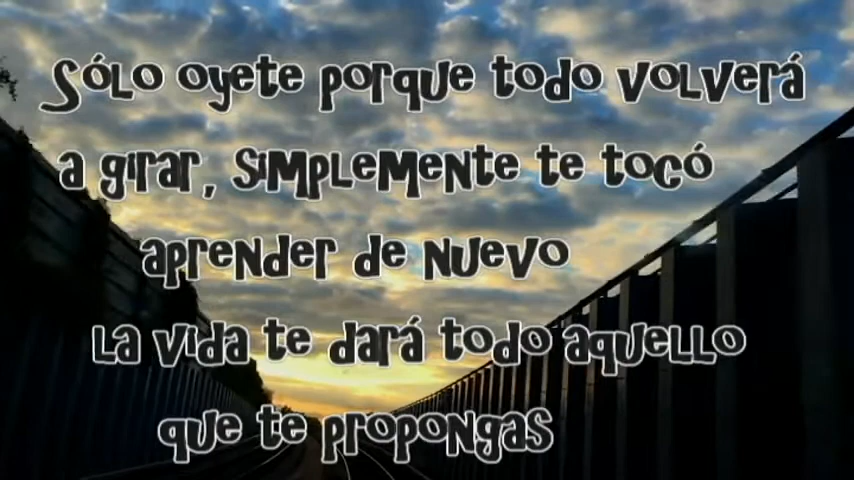 Sólo oyete porque todo volverá
a girar, simplemente te tocó
aprender de nuevo
la vida te dará todo aquello
que te propongas